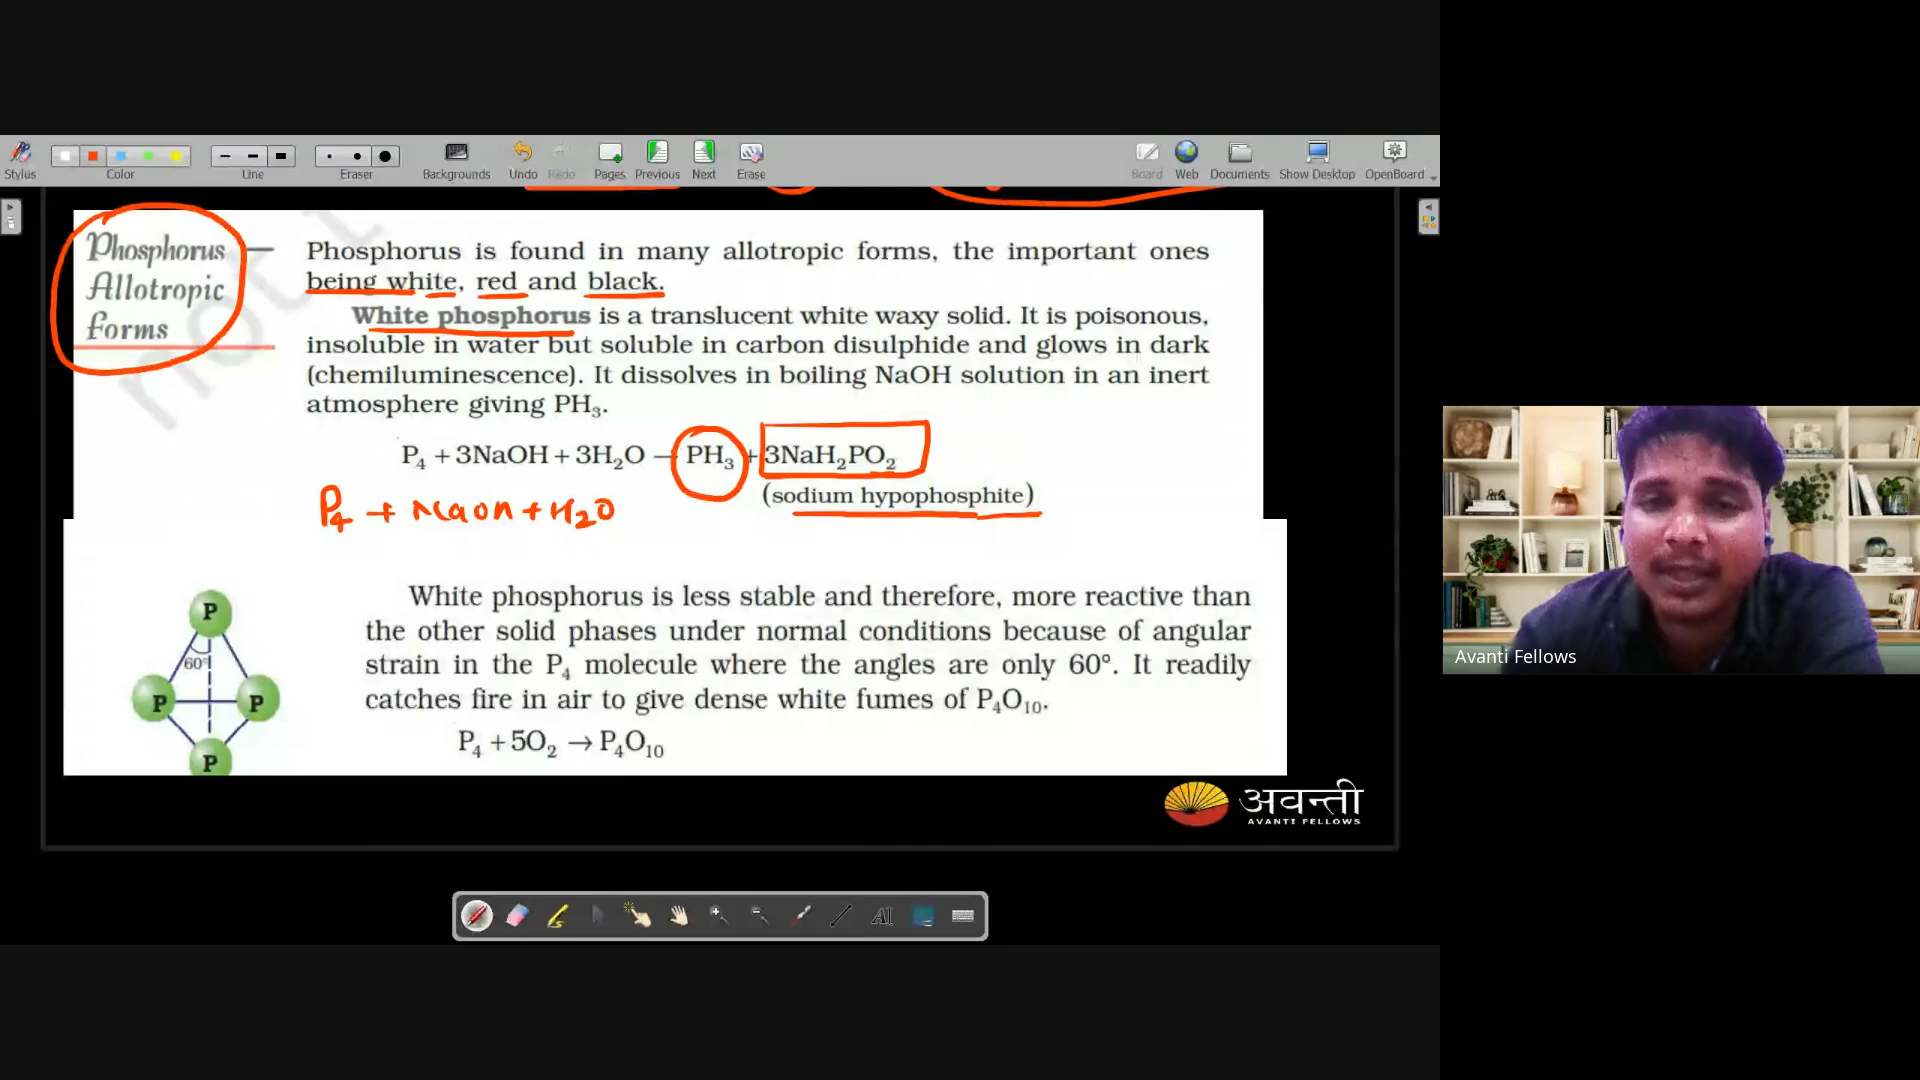 Stylus
Color
Line
Eraser
Backgrounds
Undo
Redo
Pages
Previous
Next
Erase
Board
Web
Documents
Show Desktop
OpenBoard
Phosphorus —
Allotropic
Forms
not
Phosphorus is found in many allotropic forms, the important ones
being white, red and black.
White phosphorus is a translucent white waxy solid. It is poisonous,
insoluble in water but soluble in carbon disulphide and glows in dark
(chemiluminescence). It dissolves in boiling NaOH solution in an inert
atmosphere giving PH₃.
P₄ + 3NaOH + 3H₂O → PH₃ + 3NaH₂PO₂
(sodium hypophosphite)
P₄ + NaOH + H₂O
P
60°
P P
P
White phosphorus is less stable and therefore, more reactive than
the other solid phases under normal conditions because of angular
strain in the P₄ molecule where the angles are only 60°. It readily
catches fire in air to give dense white fumes of P₄O₁₀.
P₄ + 5O₂ → P₄O₁₀
अवन्ती
AVANTI FELLOWS
AI
Avanti Fellows